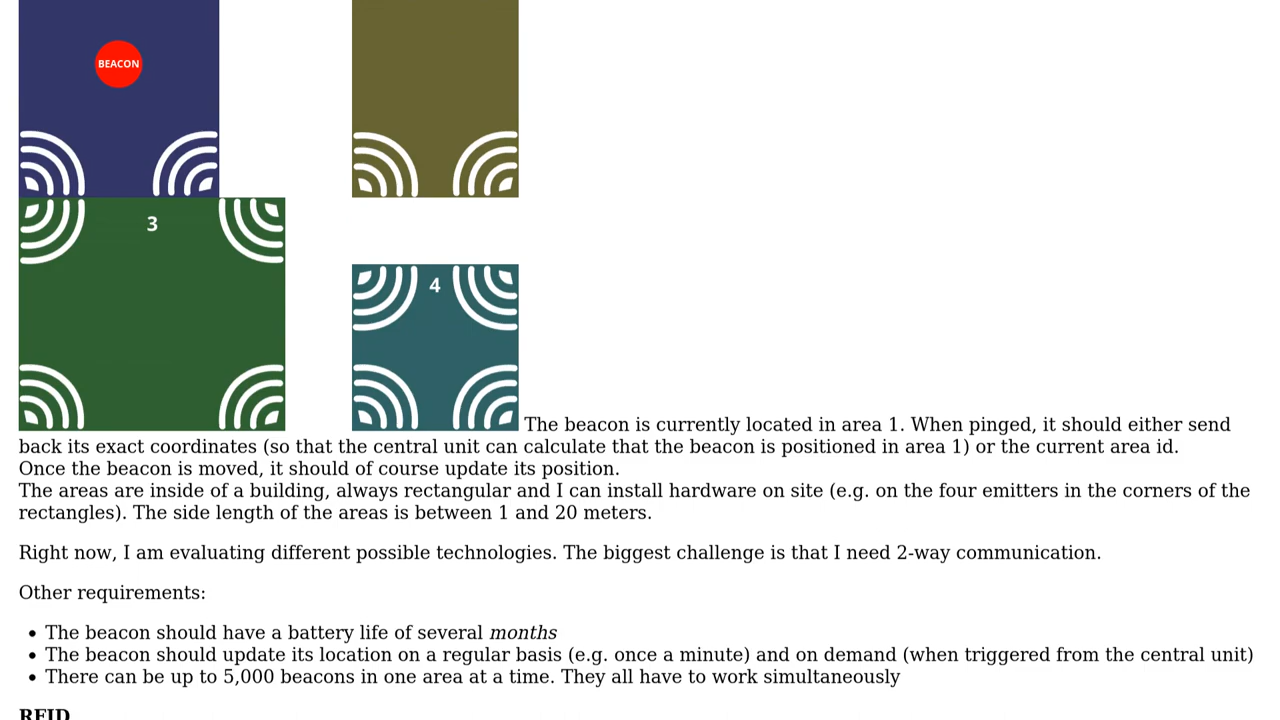 BEACON
3
4
The beacon is currently located in area 1. When pinged, it should either send
back its exact coordinates (so that the central unit can calculate that the beacon is positioned in area 1) or the current area id.
Once the beacon is moved, it should of course update its position.
The areas are inside of a building, always rectangular and I can install hardware on site (e.g. on the four emitters in the corners of the
rectangles). The side length of the areas is between 1 and 20 meters.
Right now, I am evaluating different possible technologies. The biggest challenge is that I need 2-way communication.
Other requirements:
• The beacon should have a battery life of several months
• The beacon should update its location on a regular basis (e.g. once a minute) and on demand (when triggered from the central unit)
• There can be up to 5,000 beacons in one area at a time. They all have to work simultaneously
RFID